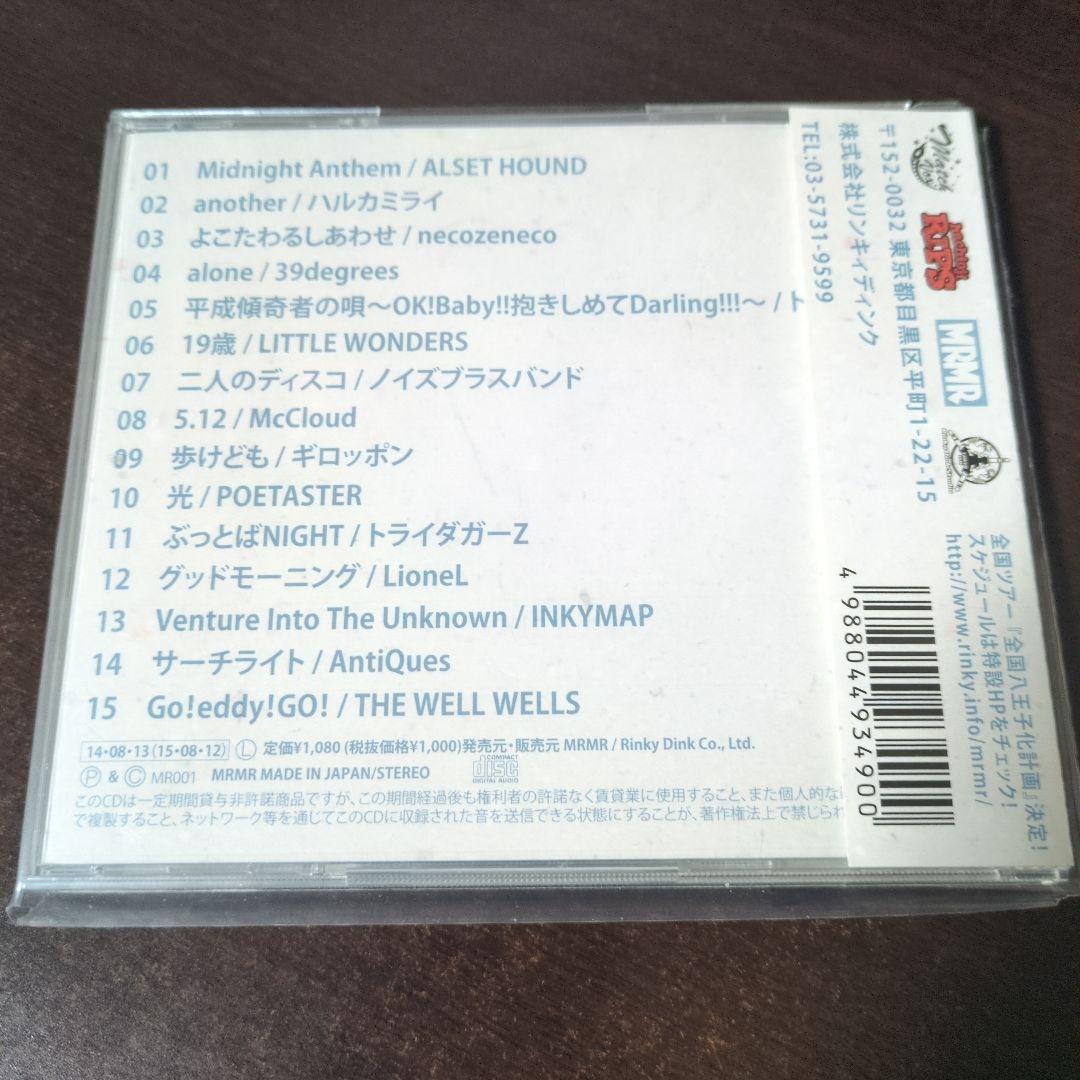 01 Midnight Anthem / ALSET HOUND
02 another / ハルカミライ
03 よこたわるしあわせ / necozeneco
04 alone / 39degrees
05 平成傾奇者の唄〜OK!Baby!!抱きしめてDarling!!!〜 / ト
06 19歳 / LITTLE WONDERS
07 二人のディスコ / ノイズブラスバンド
08 5.12 / McCloud
09 歩けども / ギロッポン
10 光 / POETASTER
11 ぶっとばNIGHT / トライダガーZ
12 グッドモーニング / LioneL
13 Venture Into The Unknown / INKYMAP
14 サーチライト / AntiQues
15 Go!eddy!GO! / THE WELL WELLS
14・08・13 (15・08・12) Ⓛ 定価¥1,080 (税抜価格¥1,000)発売元・販売元 MRMR / Rinky Dink Co., Ltd.
Ⓟ & Ⓒ MR001 MRMR MADE IN JAPAN/STEREO COMPACT disc DIGITAL AUDIO
このCDは一定期間貸与非許諾商品ですが、この期間経過後も権利者の許諾なく賃貸業に使用すること、また個人的な
で複製すること、ネットワーク等を通じてこのCDに収録された音を送信できる状態にすることが、著作権法上で禁じられ
RIPS
MRMR
〒152-0032 東京都目黒区平町1-22-15
株式会社リンキィディンク
TEL:03-5731-9599
全国ツアー『全国八王子化計画』決定!
スケジュールは特設HPをチェック!
http://www.rinky.info/mrmr/
4 988044 934900